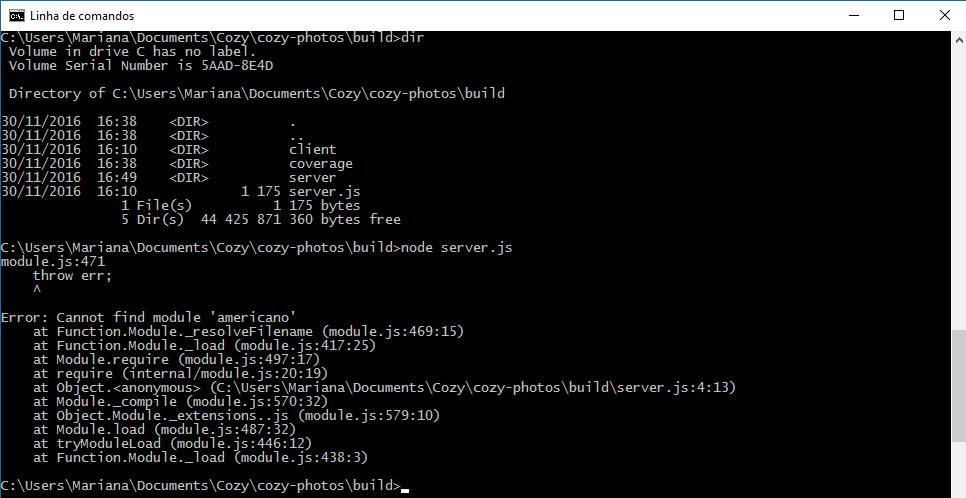 Linha de comandos
C:\Users\Mariana\Documents\Cozy\cozy-photos\build>dir
 Volume in drive C has no label.
 Volume Serial Number is 5AAD-8E4D

 Directory of C:\Users\Mariana\Documents\Cozy\cozy-photos\build

30/11/2016  16:38    <DIR>          .
30/11/2016  16:38    <DIR>          ..
30/11/2016  16:10    <DIR>          client
30/11/2016  16:38    <DIR>          coverage
30/11/2016  16:49    <DIR>          server
30/11/2016  16:10             1 175 server.js
               1 File(s)          1 175 bytes
               5 Dir(s)  44 425 871 360 bytes free

C:\Users\Mariana\Documents\Cozy\cozy-photos\build>node server.js
module.js:471
    throw err;
    ^

Error: Cannot find module 'americano'
    at Function.Module._resolveFilename (module.js:469:15)
    at Function.Module._load (module.js:417:25)
    at Module.require (module.js:497:17)
    at require (internal/module.js:20:19)
    at Object.<anonymous> (C:\Users\Mariana\Documents\Cozy\cozy-photos\build\server.js:4:13)
    at Module._compile (module.js:570:32)
    at Object.Module._extensions..js (module.js:579:10)
    at Module.load (module.js:487:32)
    at tryModuleLoad (module.js:446:12)
    at Function.Module._load (module.js:438:3)

C:\Users\Mariana\Documents\Cozy\cozy-photos\build>